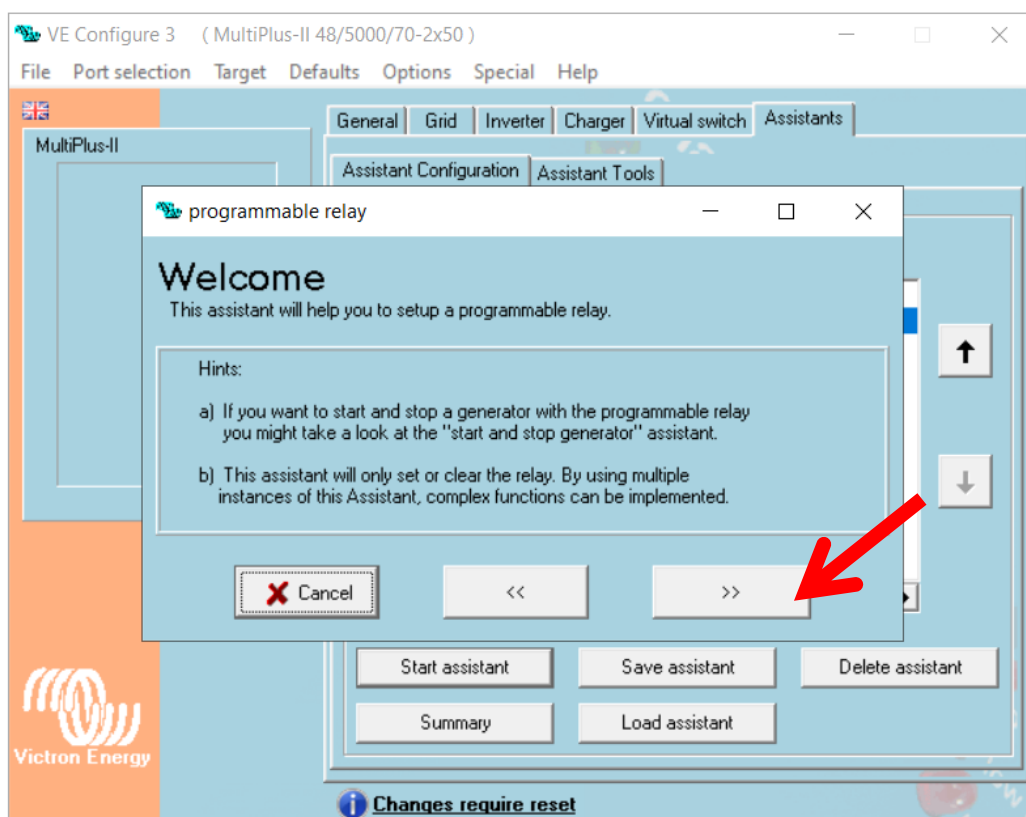 VE Configure 3 ( MultiPlus-II 48/5000/70-2x50 )
File Port selection Target Defaults Options Special Help
General Grid Inverter Charger Virtual switch Assistants
MultiPlus-II
Assistant Configuration Assistant Tools
programmable relay
Welcome
This assistant will help you to setup a programmable relay.
Hints:
a) If you want to start and stop a generator with the programmable relay
you might take a look at the "start and stop generator" assistant.
b) This assistant will only set or clear the relay. By using multiple
instances of this Assistant, complex functions can be implemented.
Cancel << >>
Start assistant Save assistant Delete assistant
Summary Load assistant
Victron Energy
Changes require reset